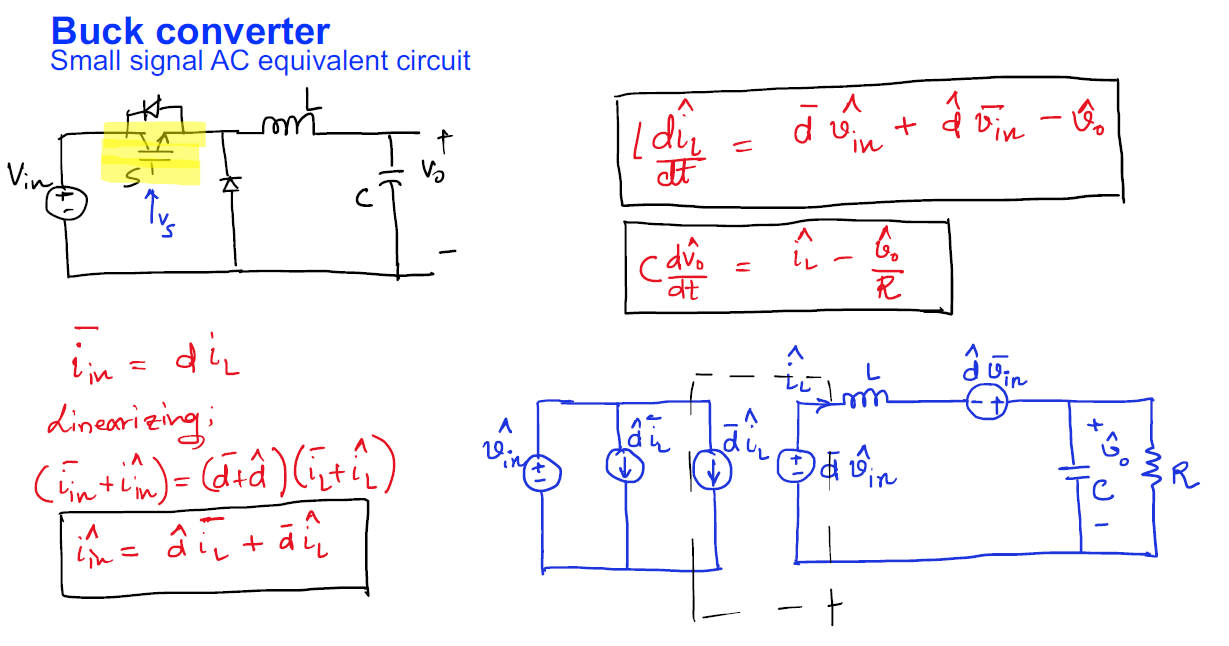 Buck converter
Small signal AC equivalent circuit
L
Vin
+
-
S
vs
C
+
vo
-
L dîL/dt = d̄ v̂in + d̂ v̄in - v̂o
C dv̂o/dt = îL - v̂o/R
īin = d iL
Linearizing;
(īin + îin) = (d̄ + d̂)(īL + îL)
îin = d̂ īL + d̄ îL
v̂in
+
-
d̂ īL
d̄ îL
+
-
d̄ v̂in
îL
L
d̂ v̄in
- +
+
v̂o
-
C
R